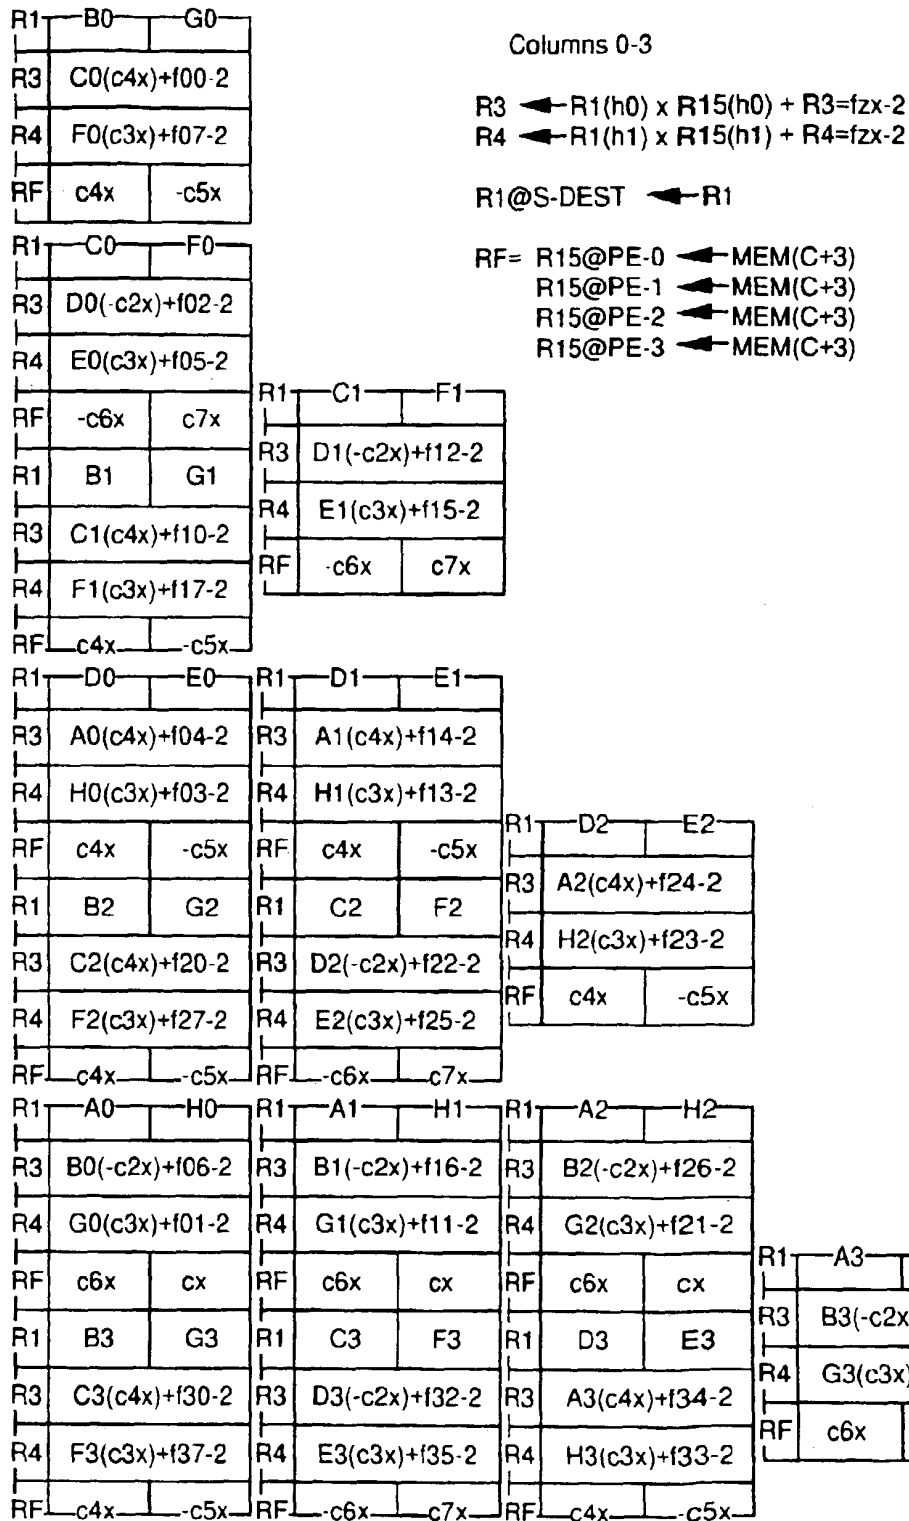 Columns 0-3
R3 ← R1(h0) x R15(h0) + R3=fzx-2
R4 ← R1(h1) x R15(h1) + R4=fzx-2
R1@S-DEST ← R1
RF= R15@PE-0 ← MEM(C+3)
R15@PE-1 ← MEM(C+3)
R15@PE-2 ← MEM(C+3)
R15@PE-3 ← MEM(C+3)
R1 B0 G0
R3 C0(c4x)+f00-2
R4 F0(c3x)+f07-2
RF c4x -c5x
R1 C0 F0
R3 D0(-c2x)+f02-2
R4 E0(c3x)+f05-2
RF -c6x c7x
R1 B1 G1
R3 C1(c4x)+f10-2
R4 F1(c3x)+f17-2
RF c4x -c5x
R1 C1 F1
R3 D1(-c2x)+f12-2
R4 E1(c3x)+f15-2
RF -c6x c7x
R1 D0 E0
R3 A0(c4x)+f04-2
R4 H0(c3x)+f03-2
RF c4x -c5x
R1 B2 G2
R3 C2(c4x)+f20-2
R4 F2(c3x)+f27-2
RF c4x -c5x
R1 D1 E1
R3 A1(c4x)+f14-2
R4 H1(c3x)+f13-2
RF c4x -c5x
R1 C2 F2
R3 D2(-c2x)+f22-2
R4 E2(c3x)+f25-2
RF -c6x c7x
R1 D2 E2
R3 A2(c4x)+f24-2
R4 H2(c3x)+f23-2
RF c4x -c5x
R1 A0 H0
R3 B0(-c2x)+f06-2
R4 G0(c3x)+f01-2
RF c6x cx
R1 B3 G3
R3 C3(c4x)+f30-2
R4 F3(c3x)+f37-2
RF c4x -c5x
R1 A1 H1
R3 B1(-c2x)+f16-2
R4 G1(c3x)+f11-2
RF c6x cx
R1 C3 F3
R3 D3(-c2x)+f32-2
R4 E3(c3x)+f35-2
RF -c6x c7x
R1 A2 H2
R3 B2(-c2x)+f26-2
R4 G2(c3x)+f21-2
RF c6x cx
R1 D3 E3
R3 A3(c4x)+f34-2
R4 H3(c3x)+f33-2
RF c4x -c5x
R1 A3
R3 B3(-c2x
R4 G3(c3x)
RF c6x